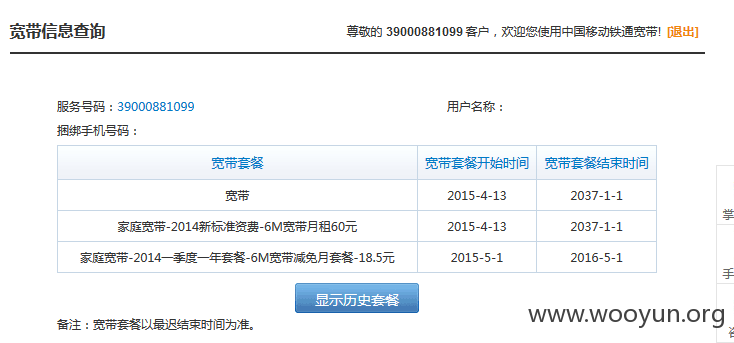 宽带信息查询
尊敬的 39000881099 客户，欢迎您使用中国移动铁通宽带! [退出]
服务号码：39000881099 用户名称：
捆绑手机号码：
宽带套餐 宽带套餐开始时间 宽带套餐结束时间
宽带 2015-4-13 2037-1-1
家庭宽带-2014新标准资费-6M宽带月租60元 2015-4-13 2037-1-1
家庭宽带-2014一季度一年套餐-6M宽带减免月套餐-18.5元 2015-5-1 2016-5-1
显示历史套餐
备注：宽带套餐以最迟结束时间为准。
掌
手
www.wooyun.org